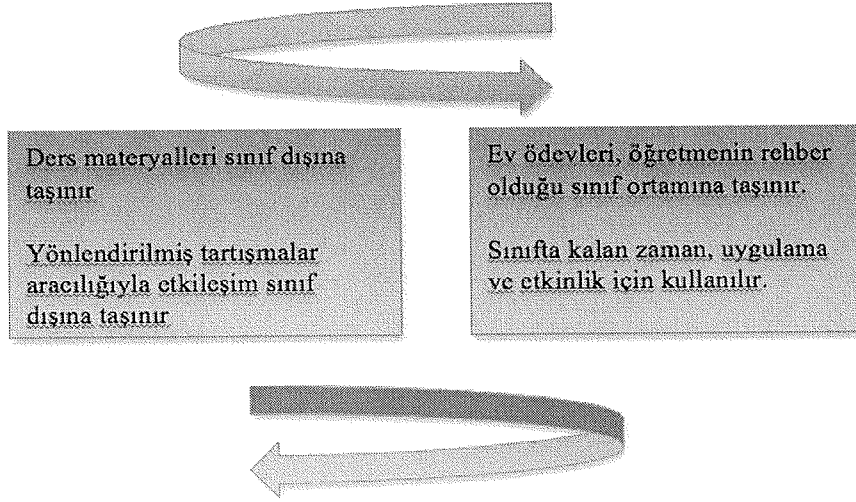 Ders materyalleri sınıf dışına
taşınır
Yönlendirilmiş tartışmalar
aracılığıyla etkileşim sınıf
dışına taşınır
Ev ödevleri, öğretmenin rehber
olduğu sınıf ortamına taşınır.
Sınıfta kalan zaman, uygulama
ve etkinlik için kullanılır.